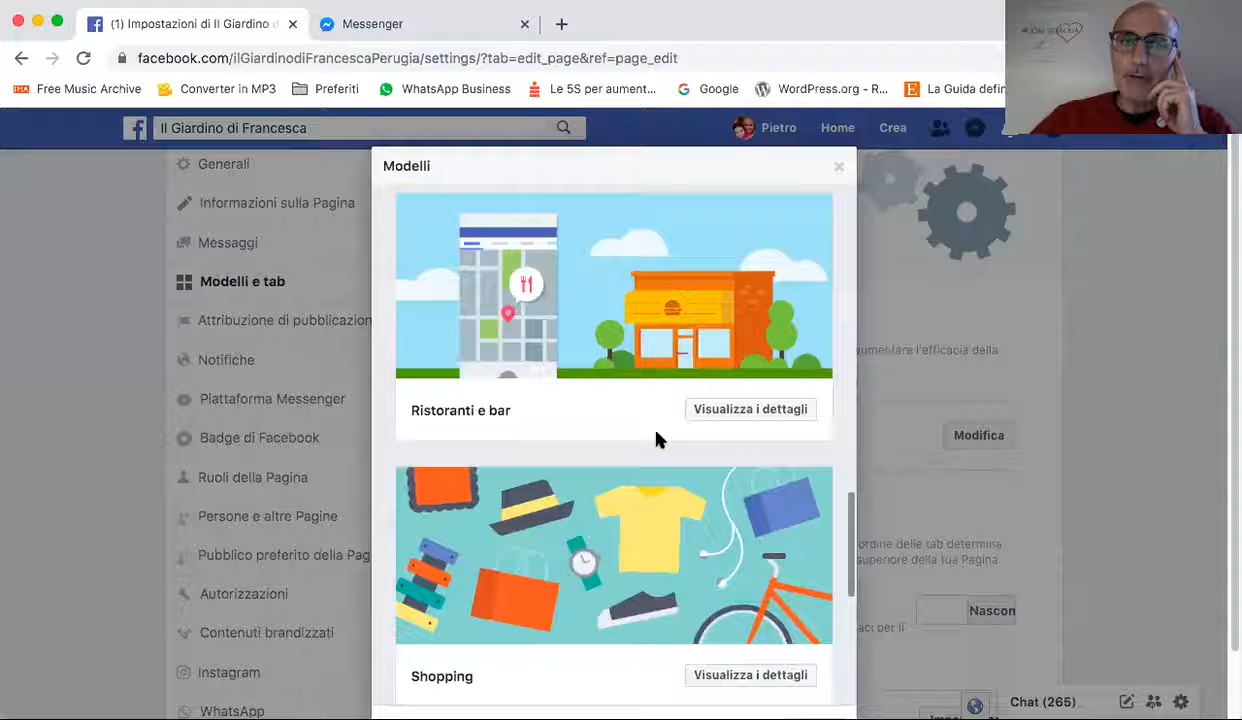 (1) Impostazioni di Il Giardino d
Messenger
facebook.com/ilGiardinodiFrancescaPerugia/settings/?tab=edit_page&ref=page_edit
Free Music Archive
Converter in MP3
Preferiti
WhatsApp Business
Le 5S per aument...
Google
WordPress.org - R...
La Guida defin
Il Giardino di Francesca
Pietro
Home
Crea
Modelli
Generali
Informazioni sulla Pagina
Messaggi
Modelli e tab
Attribuzione di pubblicazion
Notifiche
Piattaforma Messenger
Badge di Facebook
Ruoli della Pagina
Persone e altre Pagine
Pubblico preferito della Pag
Autorizzazioni
Contenuti brandizzati
Instagram
WhatsApp
Ristoranti e bar
Visualizza i dettagli
Shopping
Visualizza i dettagli
aumentare l'efficacia della
Modifica
ordine delle tab determina
superiore della tua Pagina.
Nascon
aci per li
Chat (265)